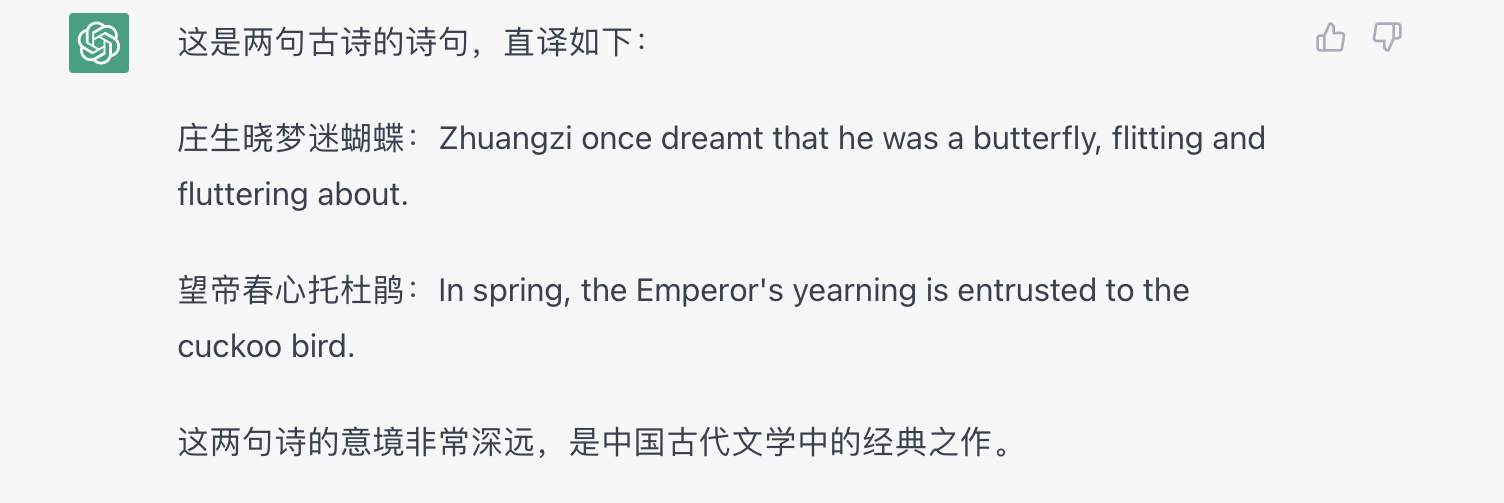 这是两句古诗的诗句，直译如下：
庄生晓梦迷蝴蝶：Zhuangzi once dreamt that he was a butterfly, flitting and
fluttering about.
望帝春心托杜鹃：In spring, the Emperor's yearning is entrusted to the
cuckoo bird.
这两句诗的意境非常深远，是中国古代文学中的经典之作。